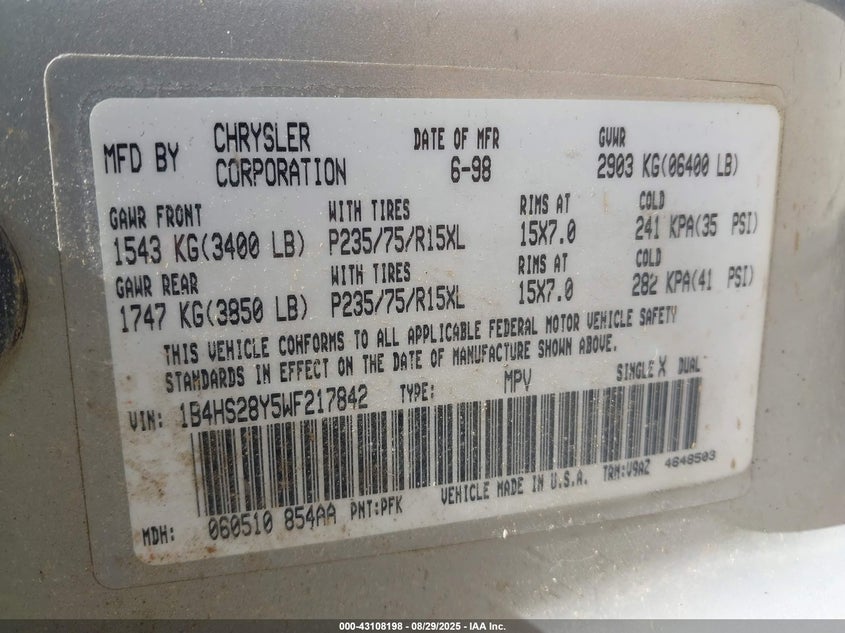 MFD BY CHRYSLER CORPORATION DATE OF MFR 6-98 GVWR 2903 KG(06400 LB)
GAWR FRONT WITH TIRES RIMS AT COLD
1543 KG(3400 LB) P235/75/R15XL 15X7.0 241 KPA(35 PSI)
GAWR REAR WITH TIRES RIMS AT COLD
1747 KG(3850 LB) P235/75/R15XL 15X7.0 282 KPA(41 PSI)
THIS VEHICLE CONFORMS TO ALL APPLICABLE FEDERAL MOTOR VEHICLE SAFETY
STANDARDS IN EFFECT ON THE DATE OF MANUFACTURE SHOWN ABOVE.
VIN: 1B4HS28Y5WF217842 TYPE: MPV SINGLE X DUAL
MDH: 060510 854AA PNT:PFK VEHICLE MADE IN U.S.A. TRM:V9AZ 4648503
000-43108198 - 08/29/2025 - IAA Inc.